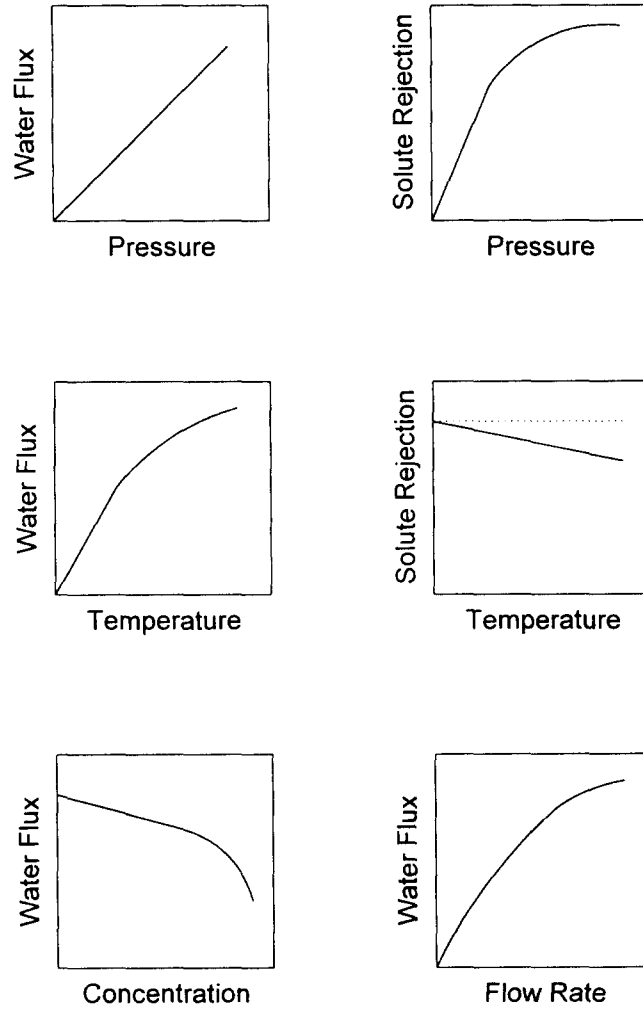 Water Flux
Pressure
Solute Rejection
Pressure
Water Flux
Temperature
Solute Rejection
Temperature
Water Flux
Concentration
Water Flux
Flow Rate